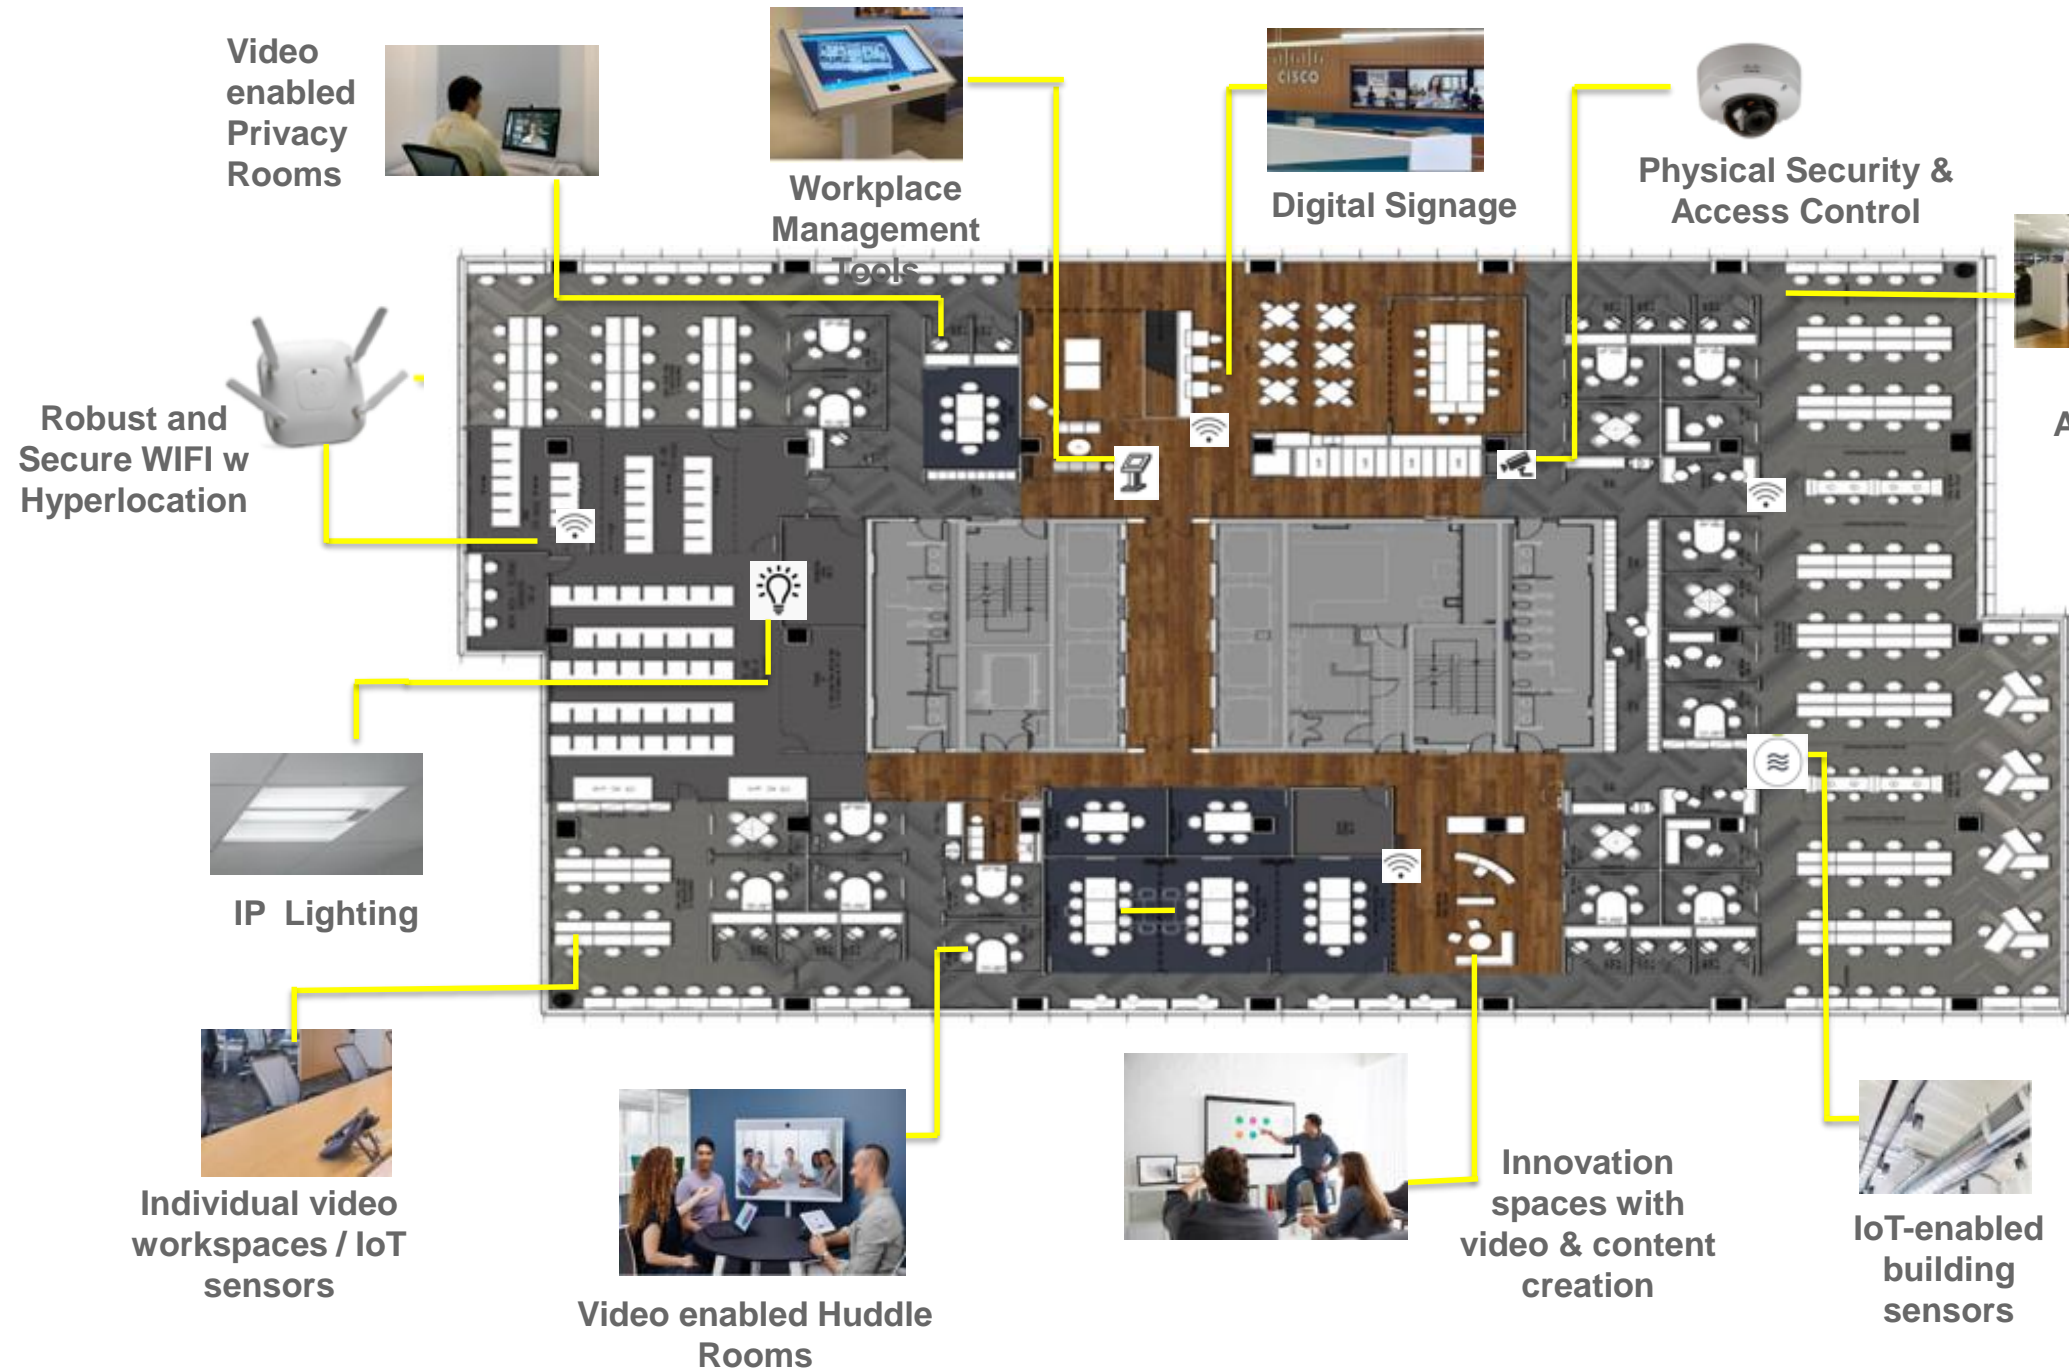 Video
enabled
Privacy
Rooms
Workplace
Management
Tools
CISCO
Digital Signage
Physical Security &
Access Control
Robust and
Secure WIFI w
Hyperlocation
A
IP Lighting
Individual video
workspaces / IoT
sensors
Video enabled Huddle
Rooms
Innovation
spaces with
video & content
creation
IoT-enabled
building
sensors